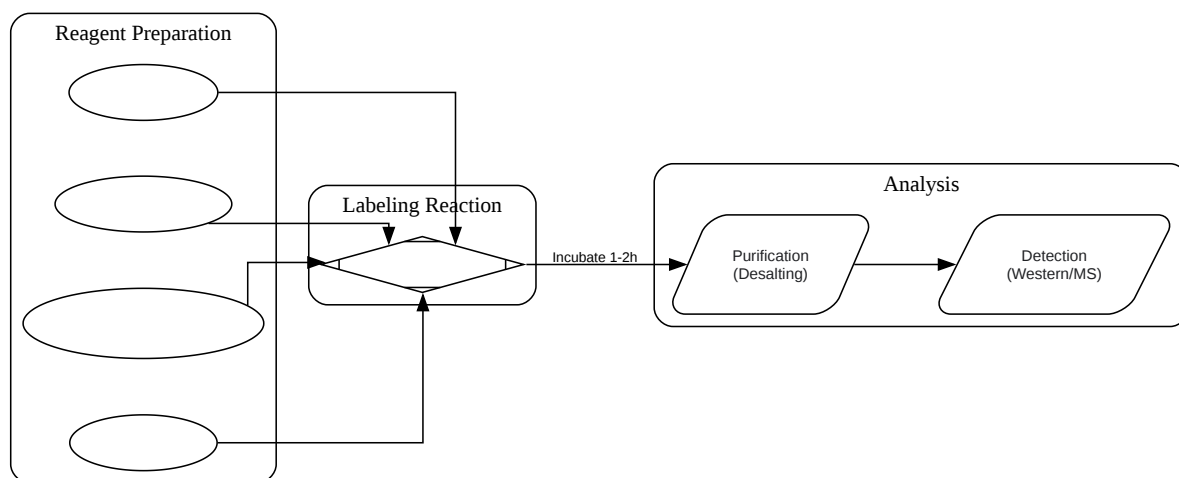 Reagent Preparation
Labeling Reaction
Incubate 1-2h
Analysis
Purification
(Desalting)
Detection
(Western/MS)